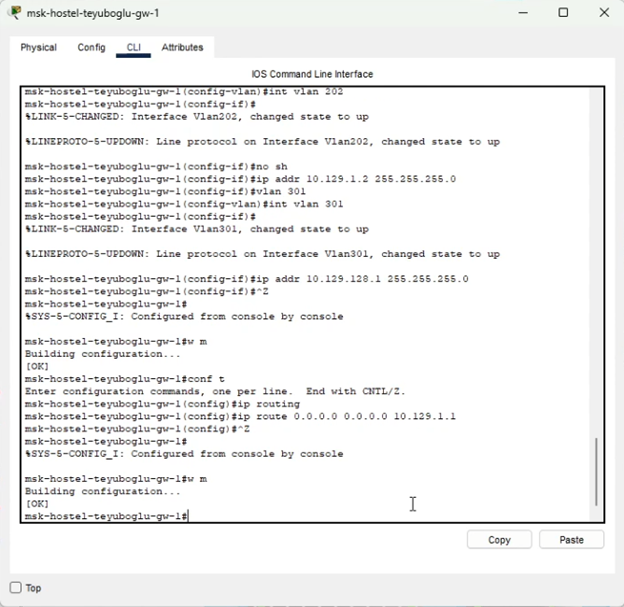 msk-hostel-teyuboglu-gw-1
Physical Config CLI Attributes
IOS Command Line Interface
msk-hostel-teyuboglu-gw-1(config-vlan)#int vlan 202
msk-hostel-teyuboglu-gw-1(config-if)#
%LINK-5-CHANGED: Interface Vlan202, changed state to up
%LINEPROTO-5-UPDOWN: Line protocol on Interface Vlan202, changed state to up
msk-hostel-teyuboglu-gw-1(config-if)#no sh
msk-hostel-teyuboglu-gw-1(config-if)#ip addr 10.129.1.2 255.255.255.0
msk-hostel-teyuboglu-gw-1(config-if)#vlan 301
msk-hostel-teyuboglu-gw-1(config-vlan)#int vlan 301
msk-hostel-teyuboglu-gw-1(config-if)#
%LINK-5-CHANGED: Interface Vlan301, changed state to up
%LINEPROTO-5-UPDOWN: Line protocol on Interface Vlan301, changed state to up
msk-hostel-teyuboglu-gw-1(config-if)#ip addr 10.129.128.1 255.255.255.0
msk-hostel-teyuboglu-gw-1(config-if)#^Z
msk-hostel-teyuboglu-gw-1#
%SYS-5-CONFIG_I: Configured from console by console
msk-hostel-teyuboglu-gw-1#w m
Building configuration...
[OK]
msk-hostel-teyuboglu-gw-1#conf t
Enter configuration commands, one per line. End with CNTL/Z.
msk-hostel-teyuboglu-gw-1(config)#ip routing
msk-hostel-teyuboglu-gw-1(config)#ip route 0.0.0.0 0.0.0.0 10.129.1.1
msk-hostel-teyuboglu-gw-1(config)#^Z
msk-hostel-teyuboglu-gw-1#
%SYS-5-CONFIG_I: Configured from console by console
msk-hostel-teyuboglu-gw-1#w m
Building configuration...
[OK]
msk-hostel-teyuboglu-gw-1#
Copy Paste
Top